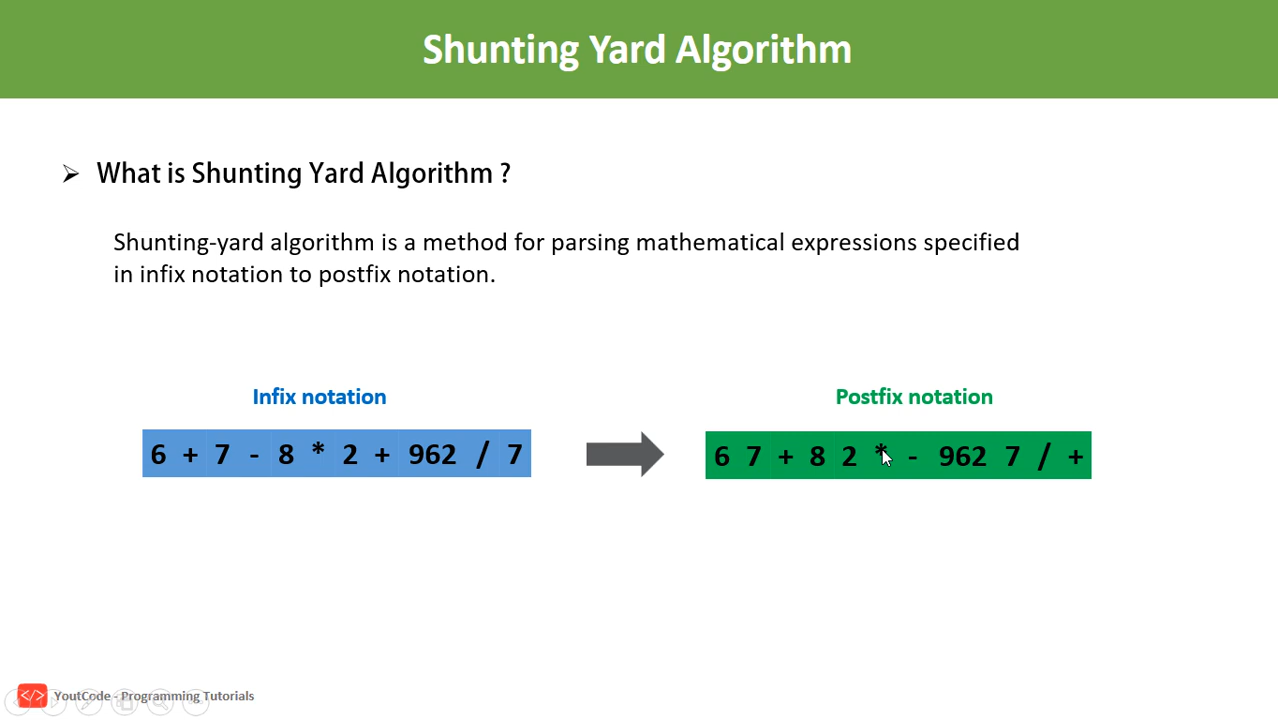 Shunting Yard Algorithm
➢ What is Shunting Yard Algorithm ?
Shunting-yard algorithm is a method for parsing mathematical expressions specified
in infix notation to postfix notation.
Infix notation
Postfix notation
6 + 7 - 8 * 2 + 962 / 7
6 7 + 8 2 * - 962 7 / +
</> YoutCode - Programming Tutorials